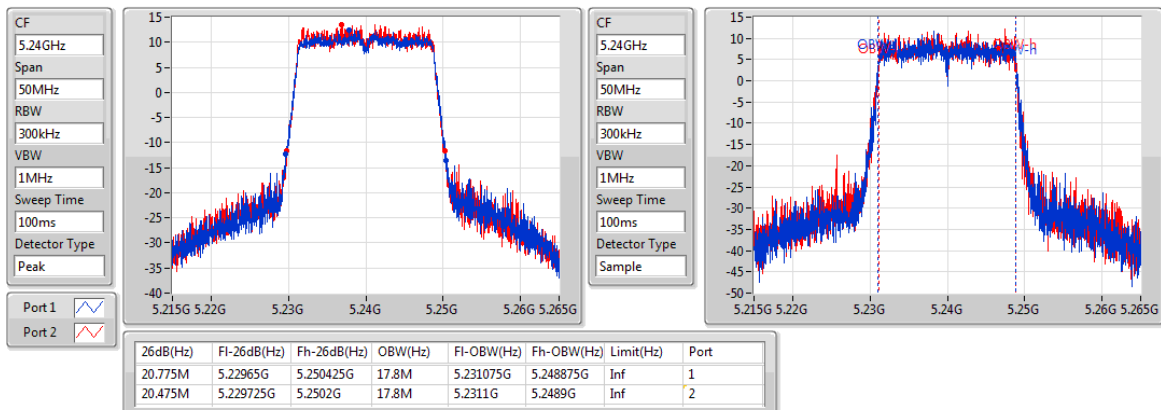 CF
5.24GHz
Span
50MHz
RBW
300kHz
VBW
1MHz
Sweep Time
100ms
Detector Type
Peak
Port 1
Port 2
15
10
5
0
-5
-10
-15
-20
-25
-30
-35
-40
5.215G 5.22G 5.23G 5.24G 5.25G 5.26G 5.265G
CF
5.24GHz
Span
50MHz
RBW
300kHz
VBW
1MHz
Sweep Time
100ms
Detector Type
Sample
15
10
5
0
-5
-10
-15
-20
-25
-30
-35
-40
-45
-50
5.215G 5.22G 5.23G 5.24G 5.25G 5.26G 5.265G
26dB(Hz) Fl-26dB(Hz) Fh-26dB(Hz) OBW(Hz) Fl-OBW(Hz) Fh-OBW(Hz) Limit(Hz) Port
20.775M 5.22965G 5.250425G 17.8M 5.231075G 5.248875G Inf 1
20.475M 5.229725G 5.2502G 17.8M 5.2311G 5.2489G Inf 2